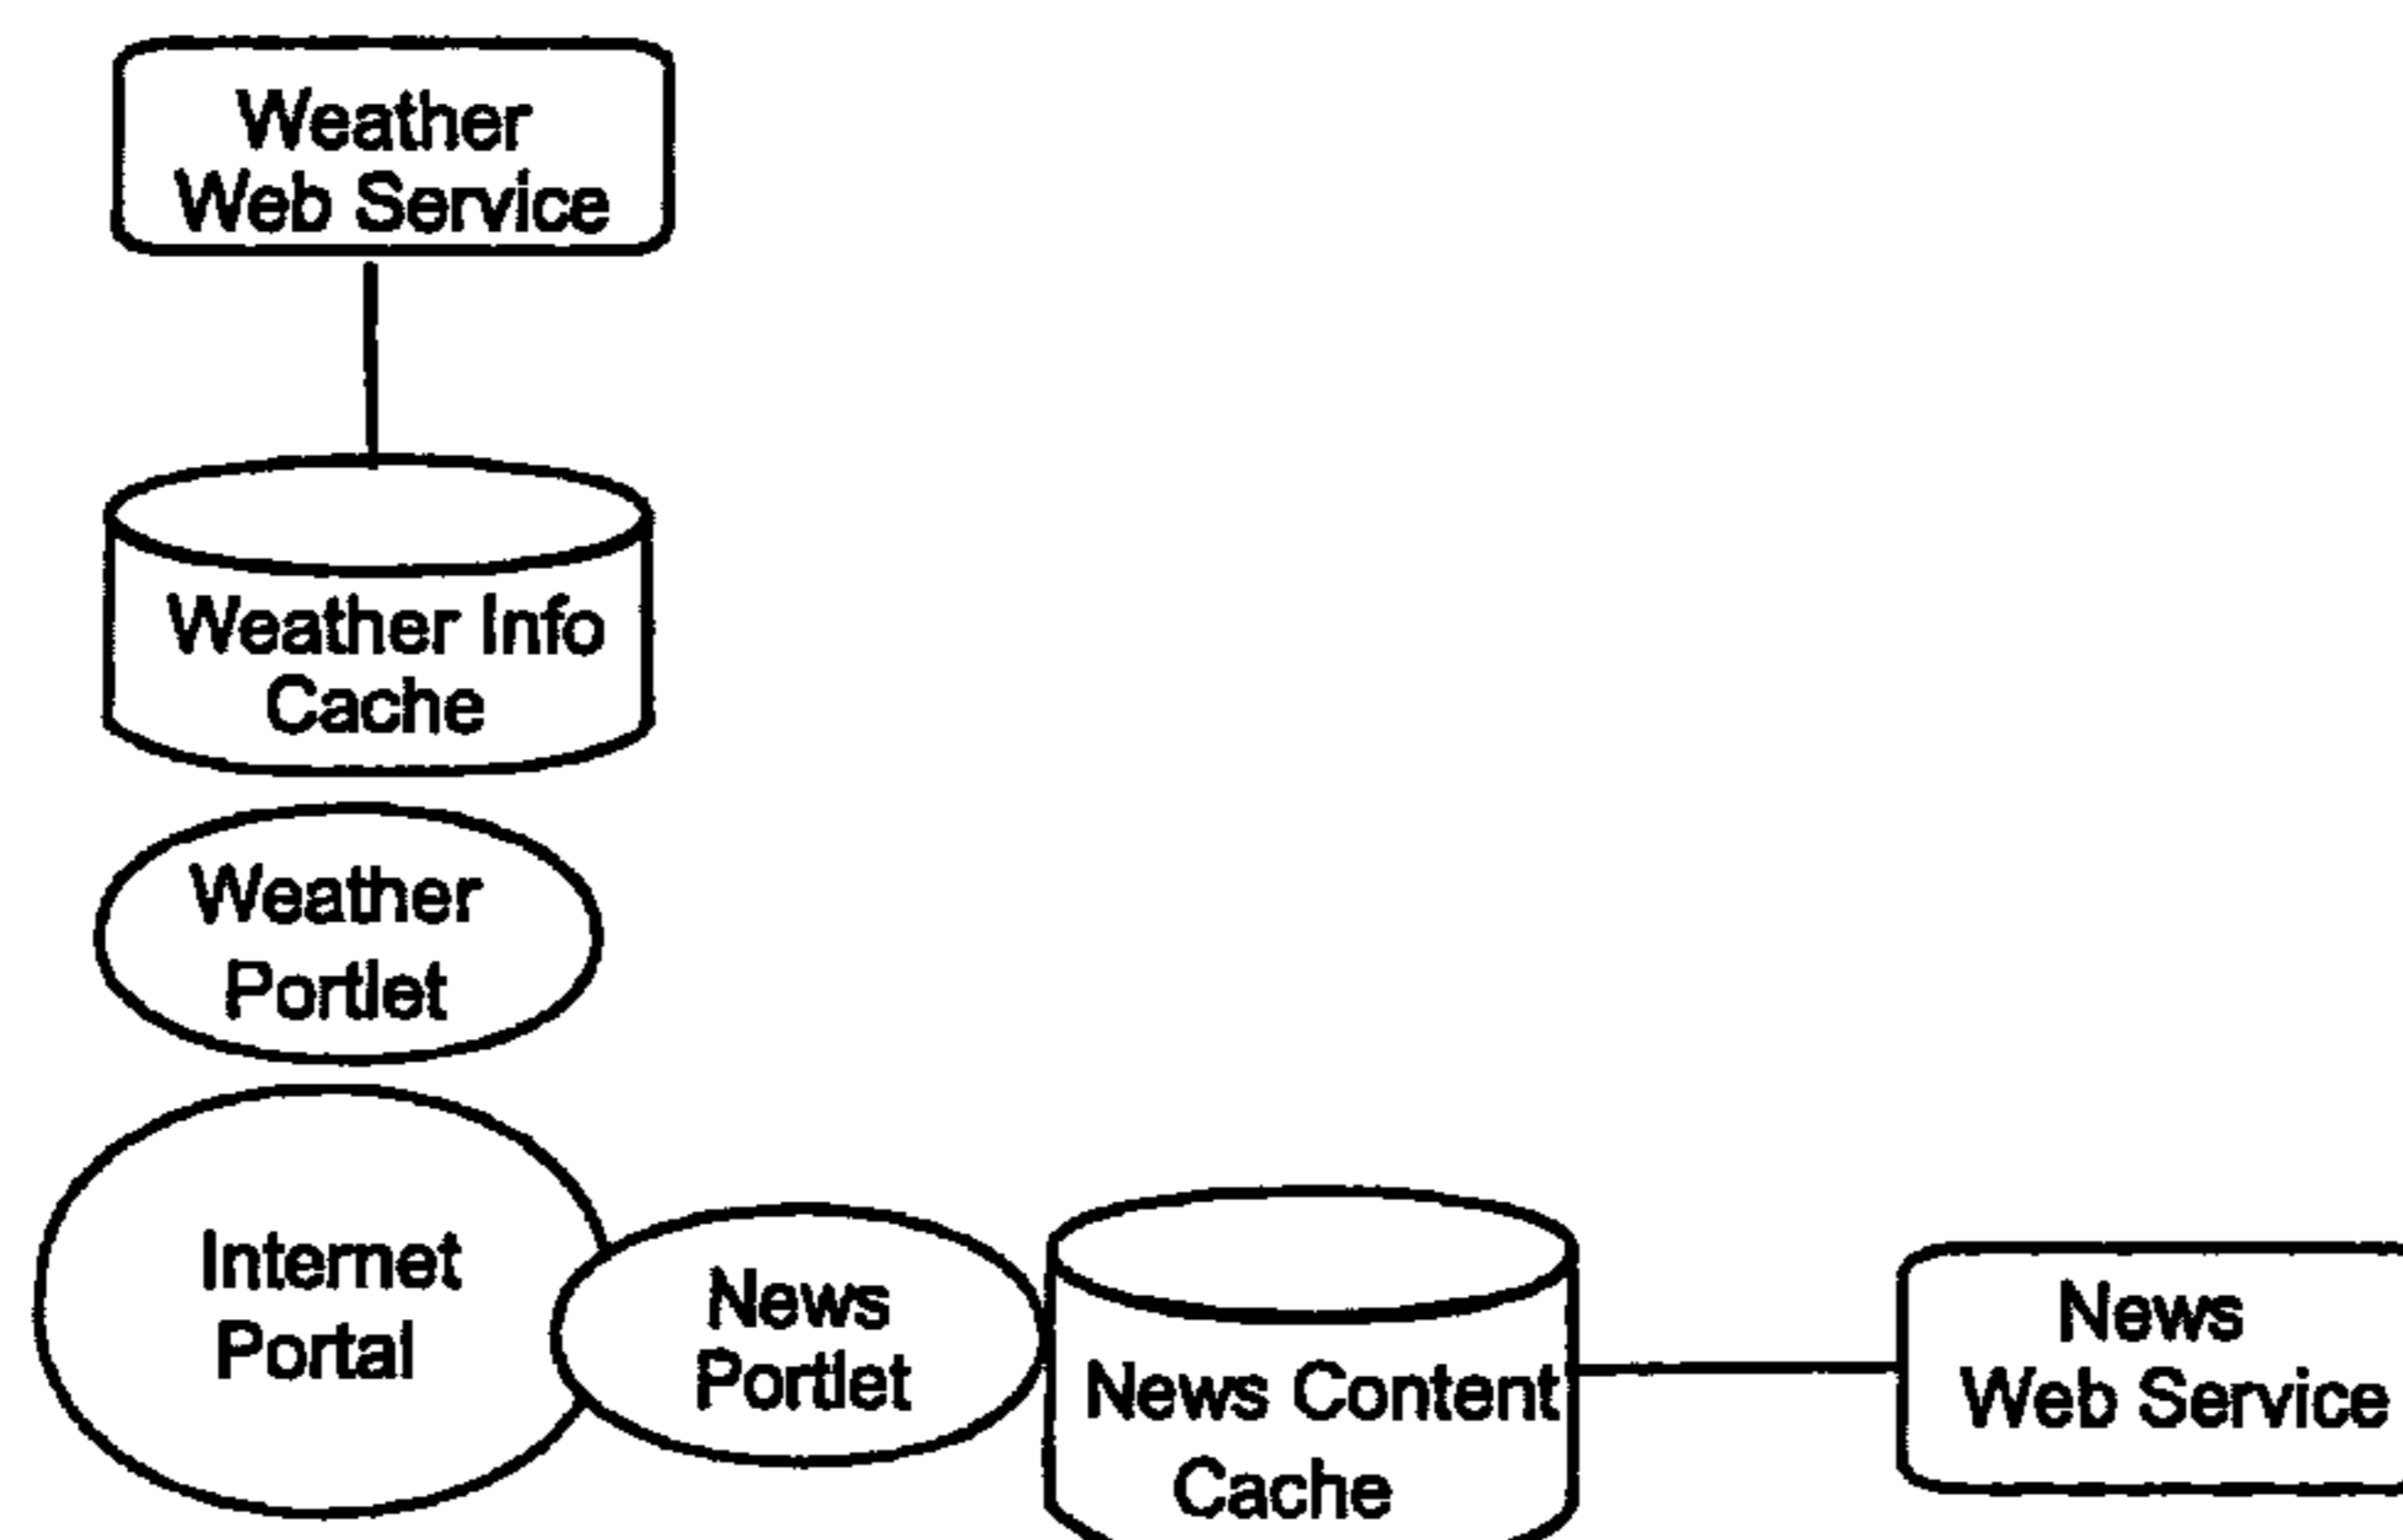 Weather
Web Service
Weather Info
Cache
Weather
Portlet
Internet
Portal
News
Portlet
News Content
Cache
News
Web Service